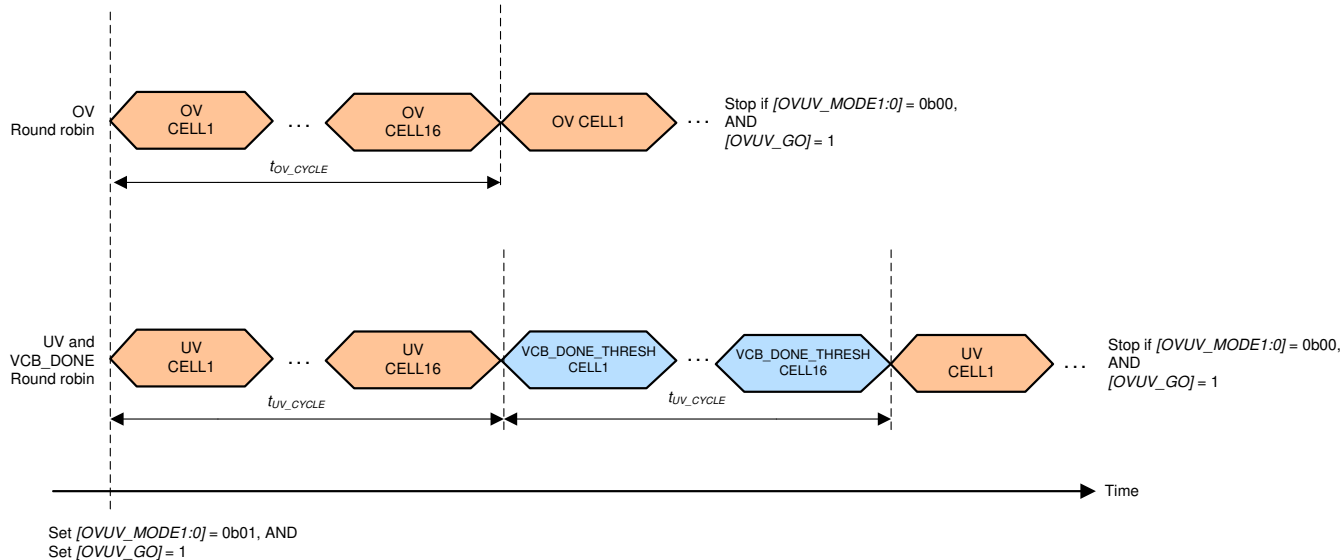 OV
Round robin
OV
CELL1
...
OV
CELL16
OV CELL1
...
Stop if [OVUV_MODE1:0] = 0b00,
AND
[OVUV_GO] = 1
tOV_CYCLE
UV and
VCB_DONE
Round robin
UV
CELL1
...
UV
CELL16
VCB_DONE_THRESH
CELL1
...
VCB_DONE_THRESH
CELL16
UV
CELL1
...
Stop if [OVUV_MODE1:0] = 0b00,
AND
[OVUV_GO] = 1
tUV_CYCLE
tUV_CYCLE
Time
Set [OVUV_MODE1:0] = 0b01, AND
Set [OVUV_GO] = 1